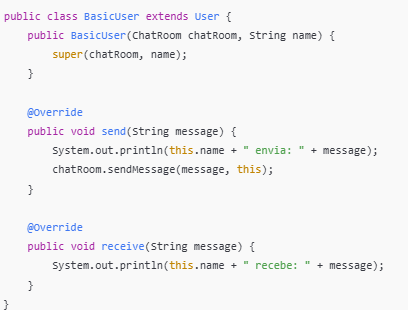 public class BasicUser extends User {
    public BasicUser(ChatRoom chatRoom, String name) {
        super(chatRoom, name);
    }

    @Override
    public void send(String message) {
        System.out.println(this.name + " envia: " + message);
        chatRoom.sendMessage(message, this);
    }

    @Override
    public void receive(String message) {
        System.out.println(this.name + " recebe: " + message);
    }
}